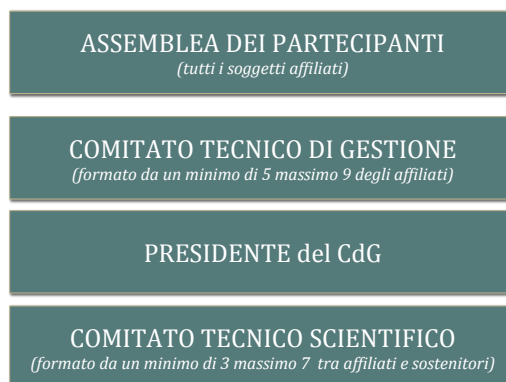 ASSEMBLEA DEI PARTECIPANTI
(tutti i soggetti affiliati)
COMITATO TECNICO DI GESTIONE
(formato da un minimo di 5 massimo 9 degli affiliati)
PRESIDENTE del CdG
COMITATO TECNICO SCIENTIFICO
(formato da un minimo di 3 massimo 7 tra affiliati e sostenitori)